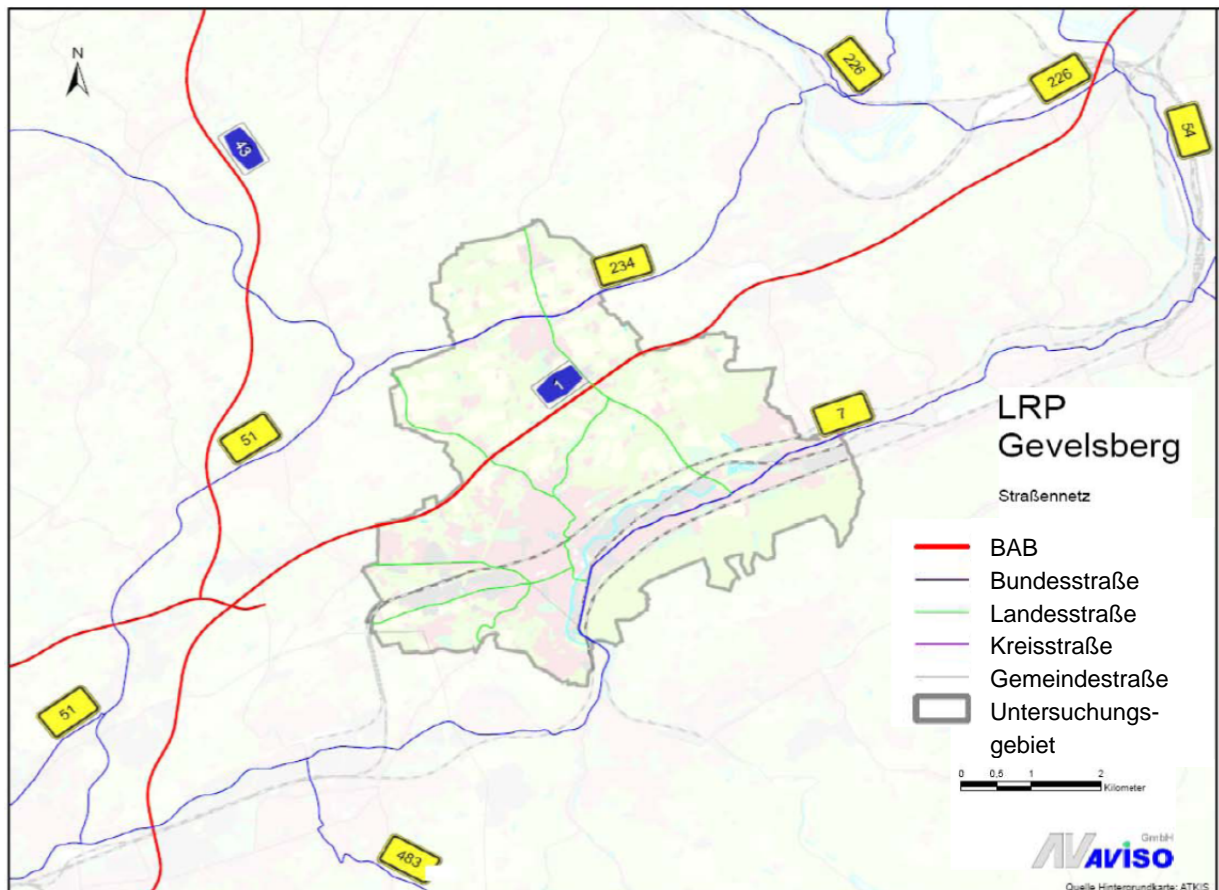 N
226
226
54
43
234
1
51
7
LRP
Gevelsberg
Straßennetz
BAB
Bundesstraße
Landesstraße
Kreisstraße
Gemeindestraße
Untersuchungs-
gebiet
0 0,5 1 2
Kilometer
51
483
GmbH
AVISO
Quelle Hintergrundkarte: ATKIS